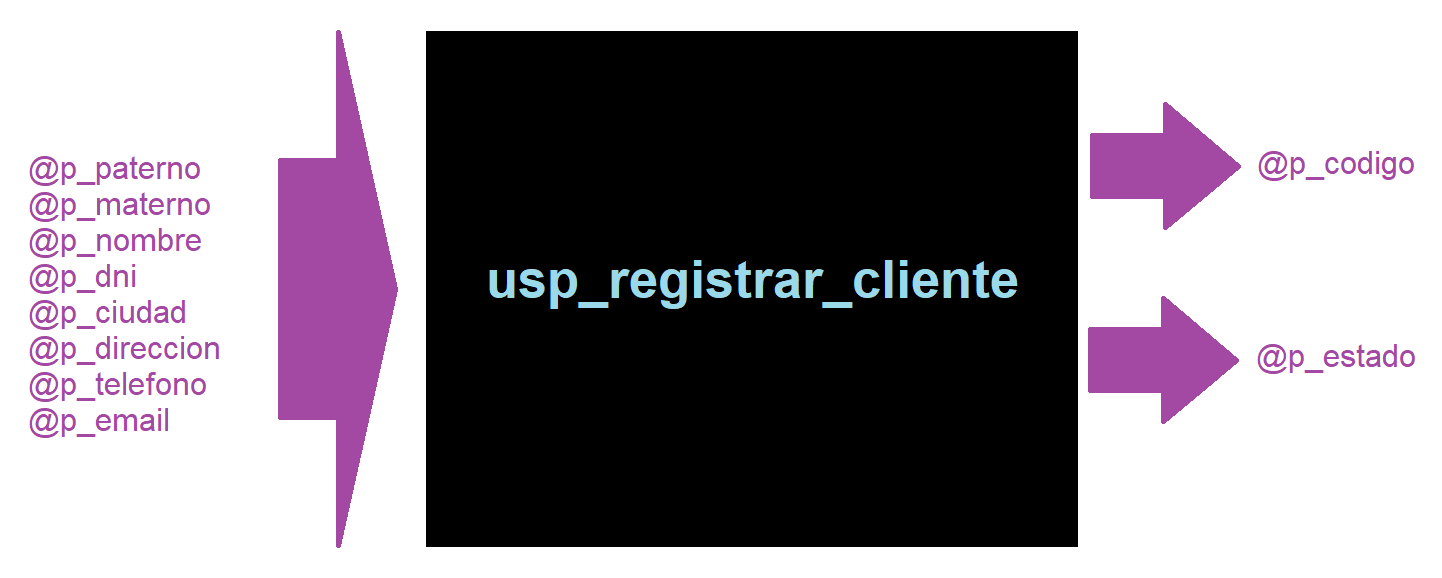 @p_paterno
@p_materno
@p_nombre
@p_dni
@p_ciudad
@p_direccion
@p_telefono
@p_email
usp_registrar_cliente
@p_codigo
@p_estado